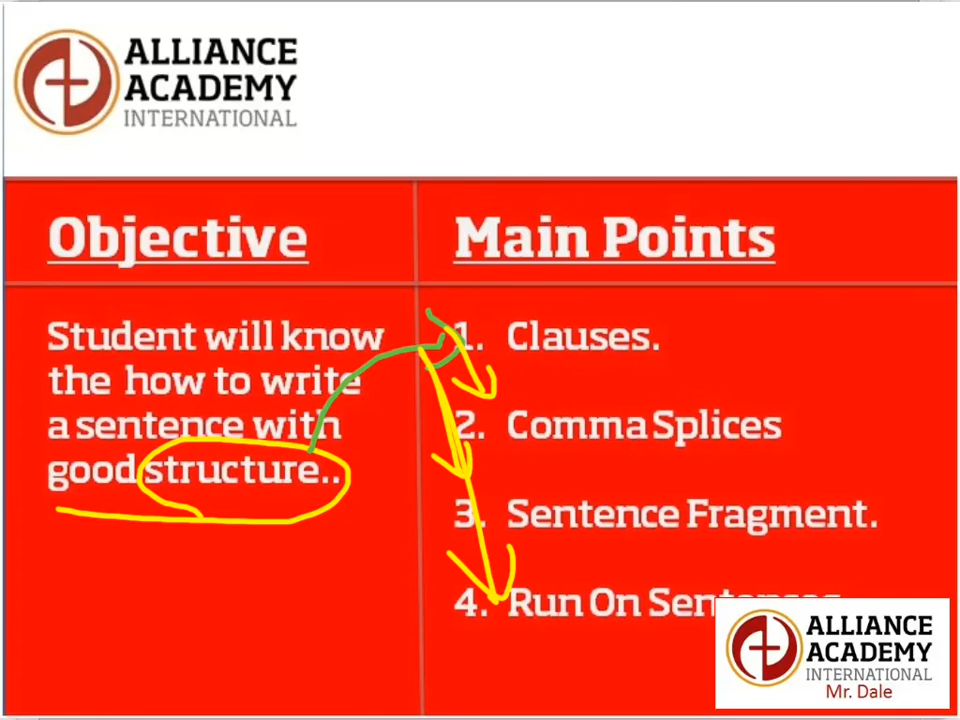 ALLIANCE
ACADEMY
INTERNATIONAL
Objective
Main Points
Student will know
the how to write
a sentence with
good structure..
1. Clauses.
2. Comma Splices
3. Sentence Fragment.
4. Run On Sentences
ALLIANCE
ACADEMY
INTERNATIONAL
Mr. Dale